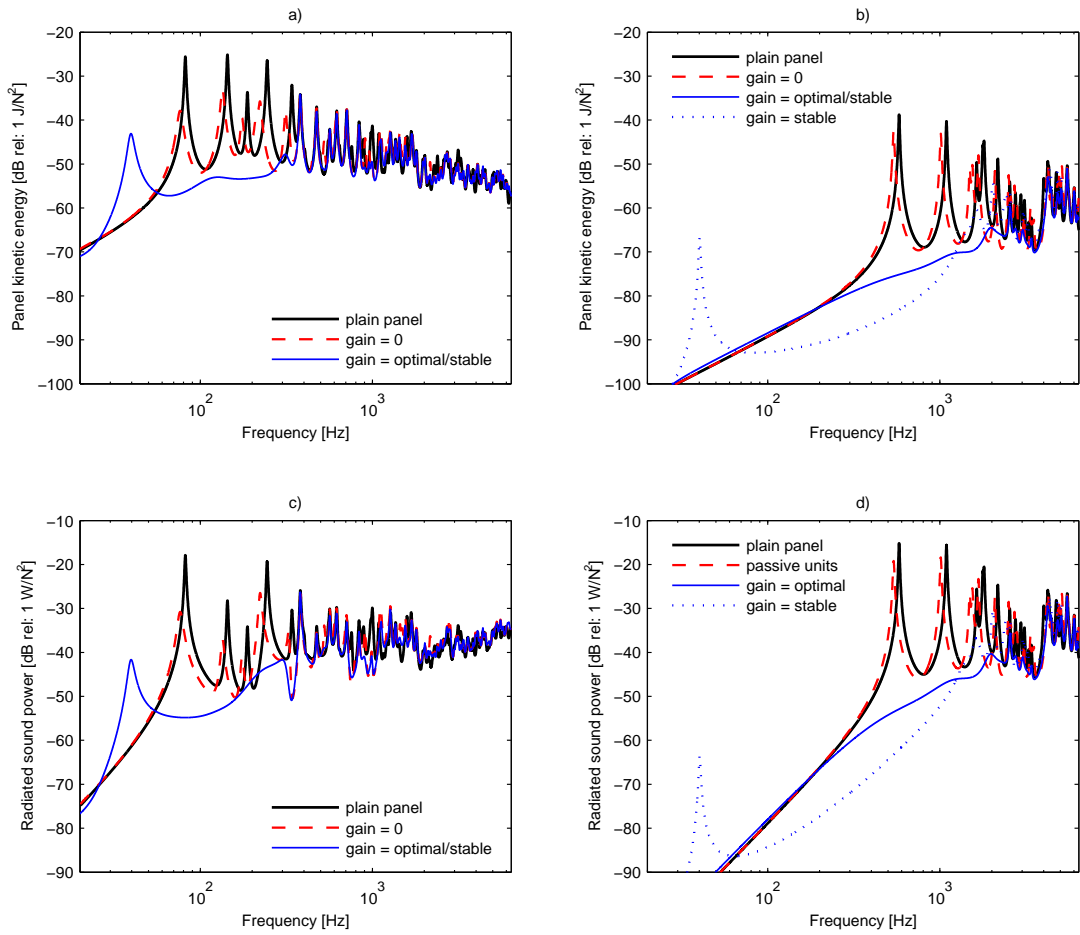 a)
−20
−30
−40
−50
−60
−70
−80
−90
−100
Panel kinetic energy [dB rel: 1 J/N²]
plain panel
gain = 0
gain = optimal/stable
10²
10³
Frequency [Hz]
b)
−20
−30
−40
−50
−60
−70
−80
−90
−100
Panel kinetic energy [dB rel: 1 J/N²]
plain panel
gain = 0
gain = optimal/stable
gain = stable
10²
10³
Frequency [Hz]
c)
−10
−20
−30
−40
−50
−60
−70
−80
−90
Radiated sound power [dB rel: 1 W/N²]
plain panel
gain = 0
gain = optimal/stable
10²
10³
Frequency [Hz]
d)
−10
−20
−30
−40
−50
−60
−70
−80
−90
Radiated sound power [dB rel: 1 W/N²]
plain panel
passive units
gain = optimal
gain = stable
10²
10³
Frequency [Hz]